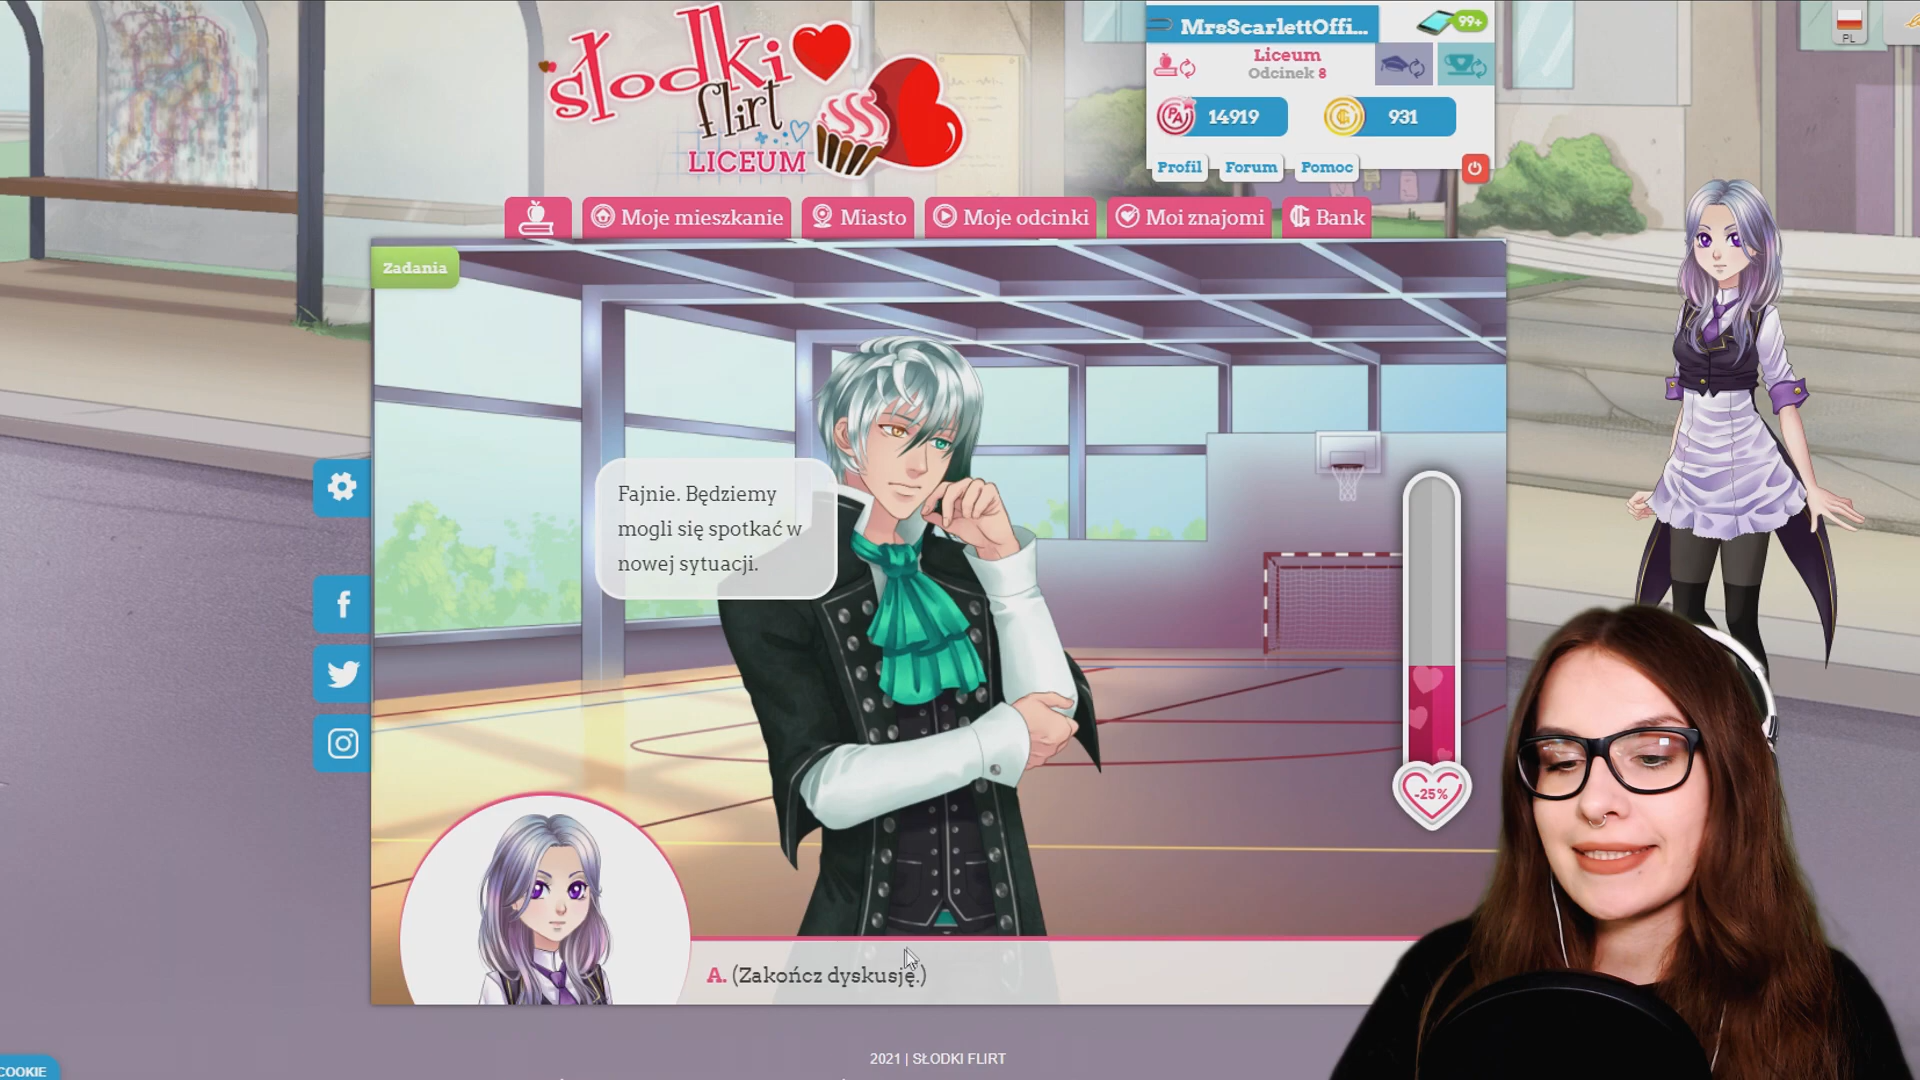 słodki
flirt
LICEUM
MrsScarlettOffi...
99+
Liceum
Odcinek 8
PA
14919
931
Profil
Forum
Pomoc
PL
Moje mieszkanie
Miasto
Moje odcinki
Moi znajomi
Bank
Zadania
Fajnie. Będziemy
mogli się spotkać w
nowej sytuacji.
-25%
A. (Zakończ dyskusję.)
2021 | SŁODKI FLIRT
COOKIE